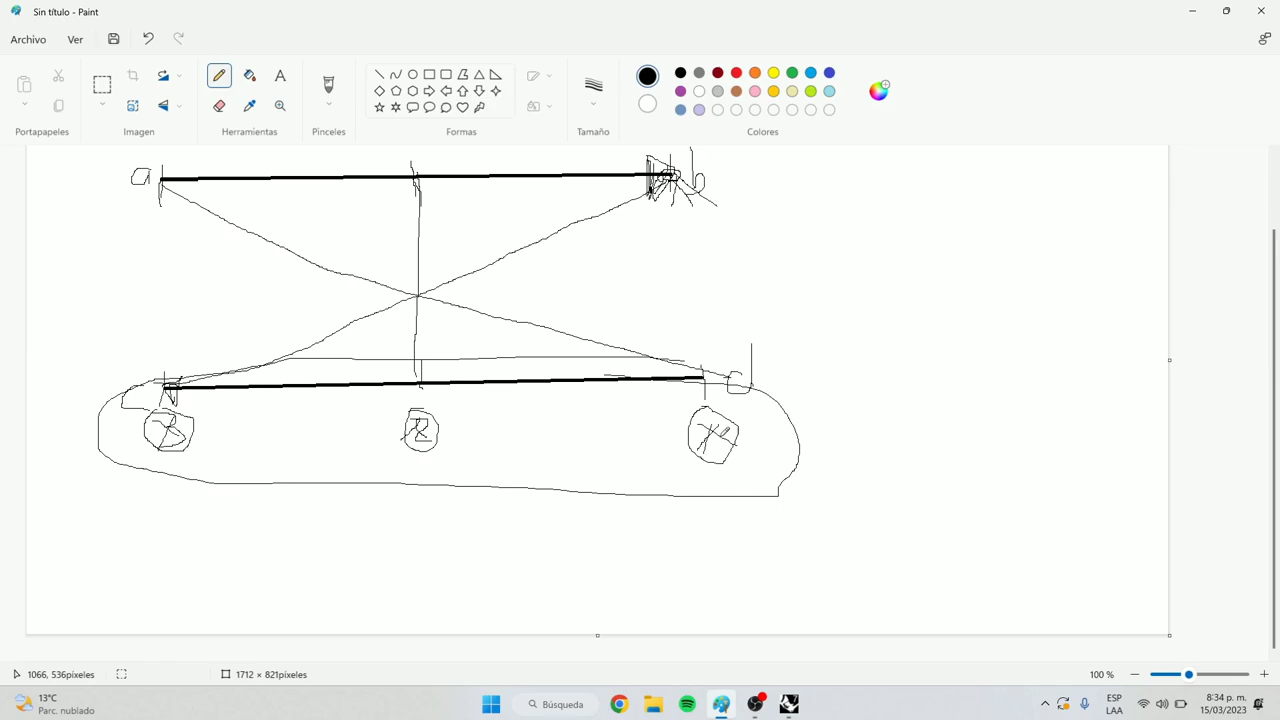 Sin título - Paint
Archivo
Ver
Portapapeles
Imagen
Herramientas
Pinceles
Formas
Tamaño
Colores
a
b
1066, 536píxeles
1712 × 821píxeles
100 %
13°C
Parc. nublado
Búsqueda
ESP
LAA
8:34 p. m.
15/03/2023